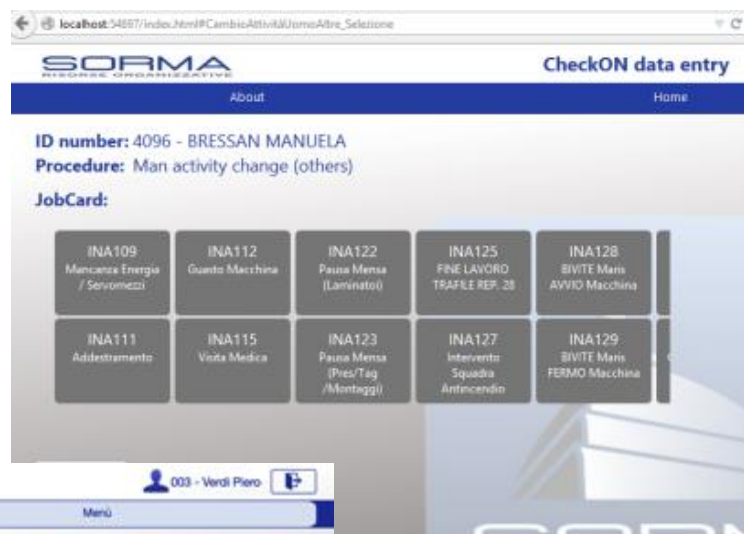 localhost:54887/index.html#CambioAttivitàUomoAltre_Selezione
SORMA
RISORSE ORGANIZZATIVE
CheckON data entry
About
Home
ID number: 4096 - BRESSAN MANUELA
Procedure: Man activity change (others)
JobCard:
INA109
Mancanza Energia
/ Servomezzi
INA112
Guasto Macchina
INA122
Pausa Mensa
(Laminatoi)
INA125
FINE LAVORO
TRAFILE REP. 28
INA128
BIVITE Maris
AVVIO Macchina
INA111
Addestramento
INA115
Visita Medica
INA123
Pausa Mensa
(Pres/Tag
/Montaggi)
INA127
Intervento
Squadra
Antincendio
INA129
BIVITE Maris
FERMO Macchina
003 - Verdi Piero
Menù